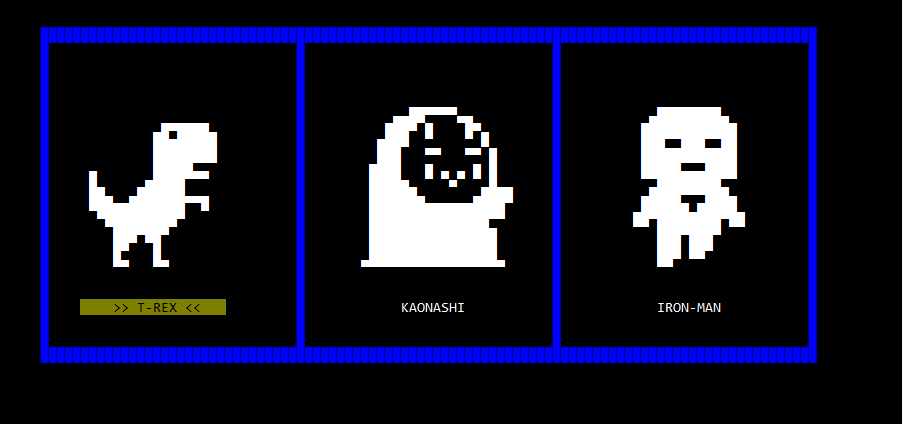 >> T-REX <<
KAONASHI
IRON-MAN